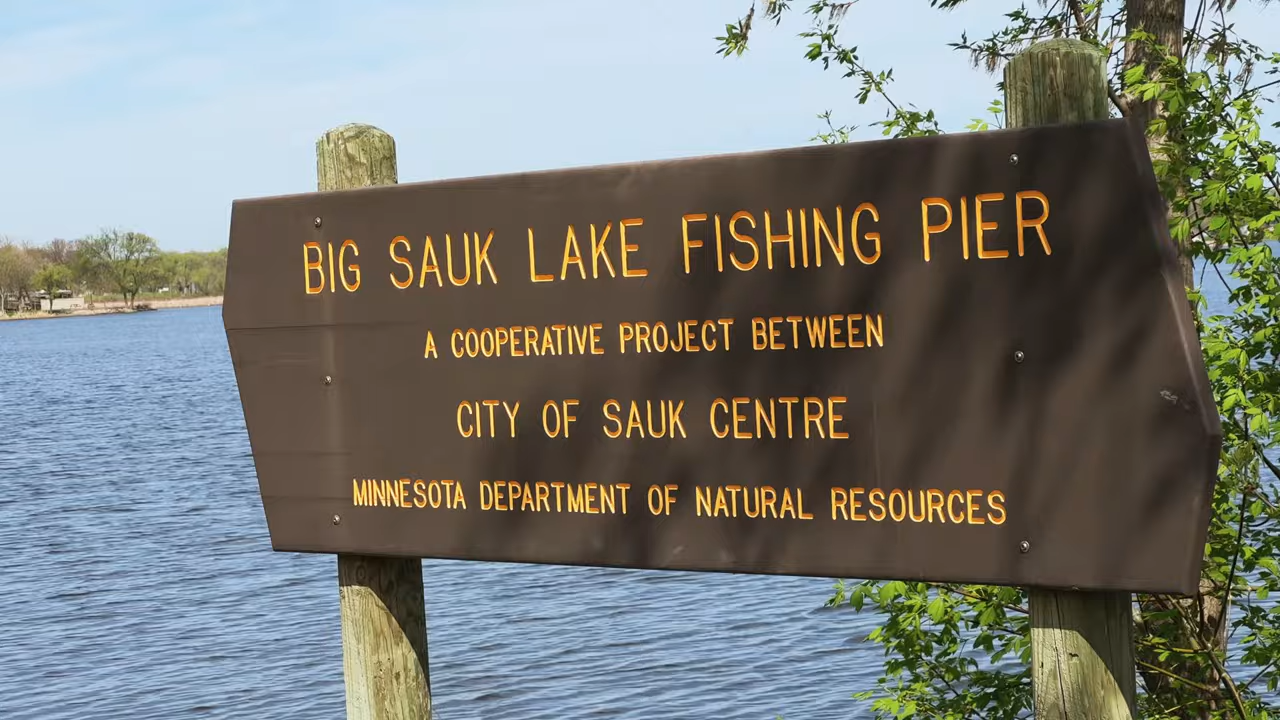 BIG SAUK LAKE FISHING PIER
A COOPERATIVE PROJECT BETWEEN
CITY OF SAUK CENTRE
MINNESOTA DEPARTMENT OF NATURAL RESOURCES